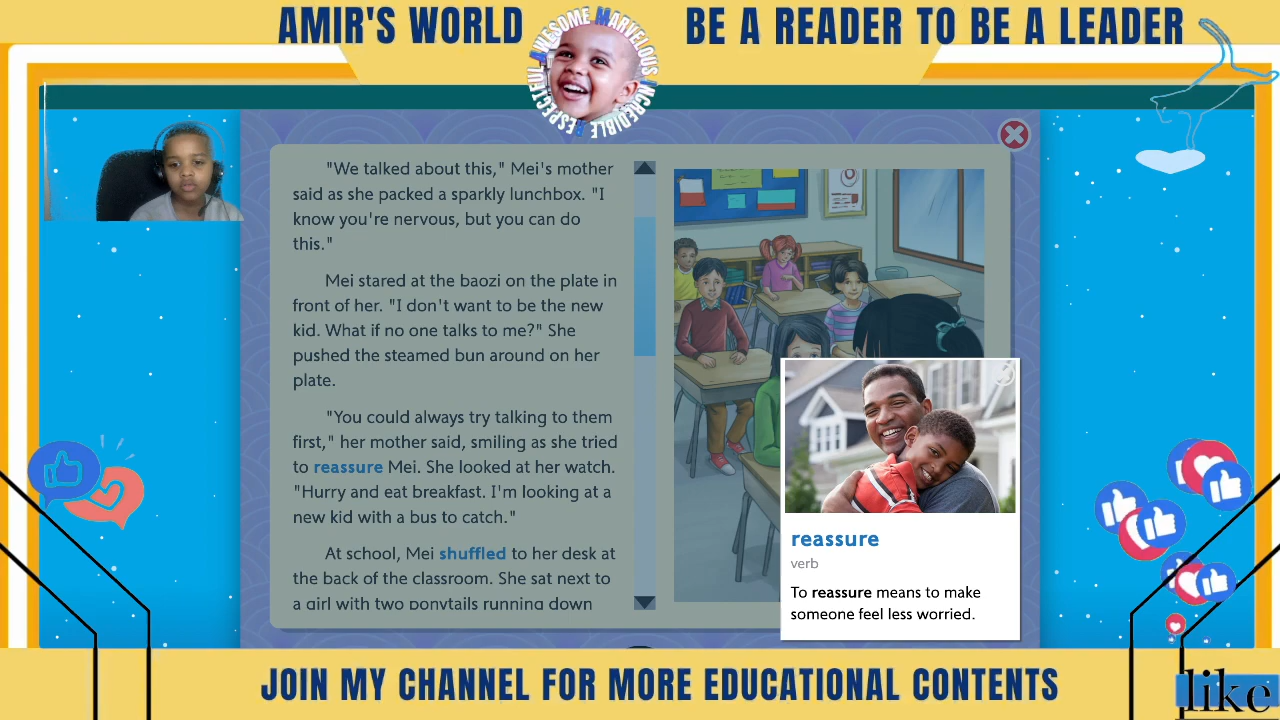 AMIR'S WORLD
BE A READER TO BE A LEADER
AWESOME MARVELOUS INCREDIBLE RESPECTFUL
"We talked about this," Mei's mother
said as she packed a sparkly lunchbox. "I
know you're nervous, but you can do
this."
Mei stared at the baozi on the plate in
front of her. "I don't want to be the new
kid. What if no one talks to me?" She
pushed the steamed bun around on her
plate.
"You could always try talking to them
first," her mother said, smiling as she tried
to reassure Mei. She looked at her watch.
"Hurry and eat breakfast. I'm looking at a
new kid with a bus to catch."
At school, Mei shuffled to her desk at
the back of the classroom. She sat next to
a girl with two ponytails running down
reassure
verb
To reassure means to make
someone feel less worried.
JOIN MY CHANNEL FOR MORE EDUCATIONAL CONTENTS
like